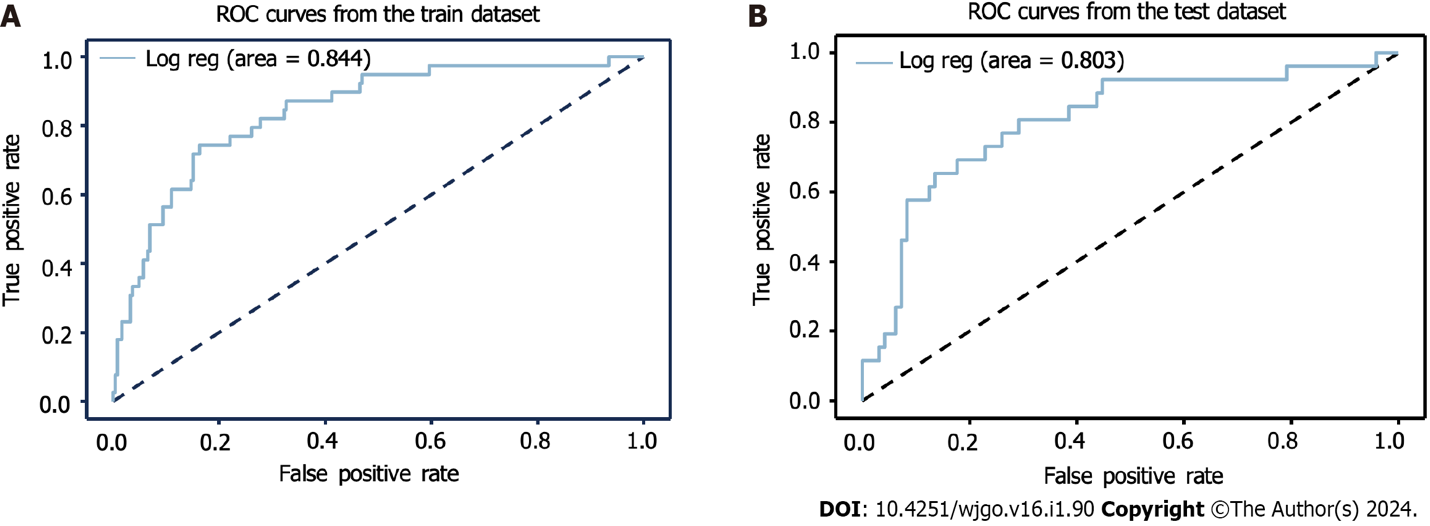 A
ROC curves from the train dataset
Log reg (area = 0.844)
1.0
0.8
0.6
0.4
0.2
0.0
True positive rate
0.0 0.2 0.4 0.6 0.8 1.0
False positive rate
B
ROC curves from the test dataset
Log reg (area = 0.803)
1.0
0.8
0.6
0.4
0.2
0.0
True positive rate
0.0 0.2 0.4 0.6 0.8 1.0
False positive rate
DOI: 10.4251/wjgo.v16.i1.90 Copyright ©The Author(s) 2024.